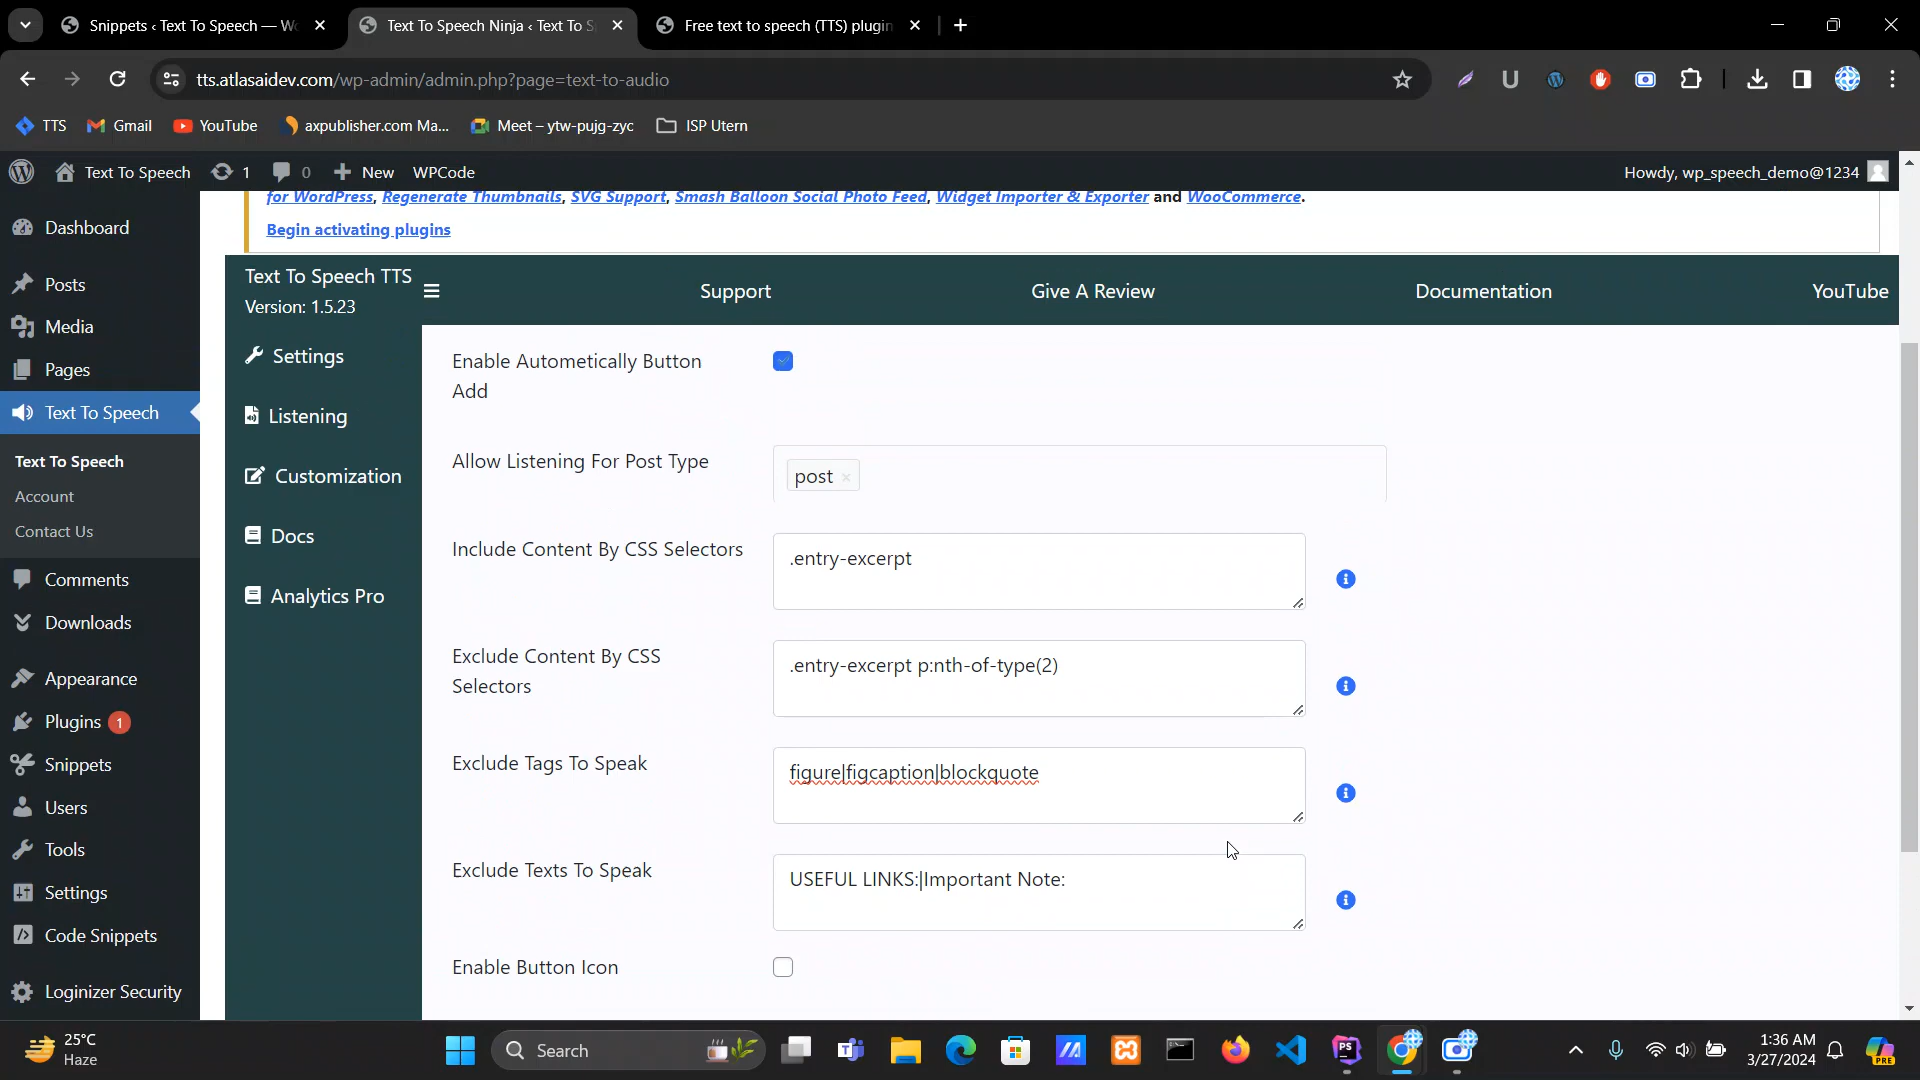 Snippets ‹ Text To Speech — W
Text To Speech Ninja ‹ Text To S
Free text to speech (TTS) plugin
tts.atlasaidev.com/wp-admin/admin.php?page=text-to-audio
TTS
Gmail
YouTube
axpublisher.com Ma...
Meet – ytw-pujg-zyc
ISP Utern
Text To Speech
1
0
New
WPCode
Howdy, wp_speech_demo@1234
for WordPress, Regenerate Thumbnails, SVG Support, Smash Balloon Social Photo Feed, Widget Importer & Exporter and WooCommerce.
Begin activating plugins
Dashboard
Posts
Media
Pages
Text To Speech
Text To Speech
Account
Contact Us
Comments
Downloads
Appearance
Plugins 1
Snippets
Users
Tools
Settings
Code Snippets
Loginizer Security
Text To Speech TTS
Version: 1.5.23
Support
Give A Review
Documentation
YouTube
Settings
Listening
Customization
Docs
Analytics Pro
Enable Autometically Button
Add
Allow Listening For Post Type
post ×
Include Content By CSS Selectors
.entry-excerpt
Exclude Content By CSS
Selectors
.entry-excerpt p:nth-of-type(2)
Exclude Tags To Speak
figure|figcaption|blockquote
Exclude Texts To Speak
USEFUL LINKS:|Important Note:
Enable Button Icon
25°C
Haze
Search
PS
PRE
1:36 AM
3/27/2024